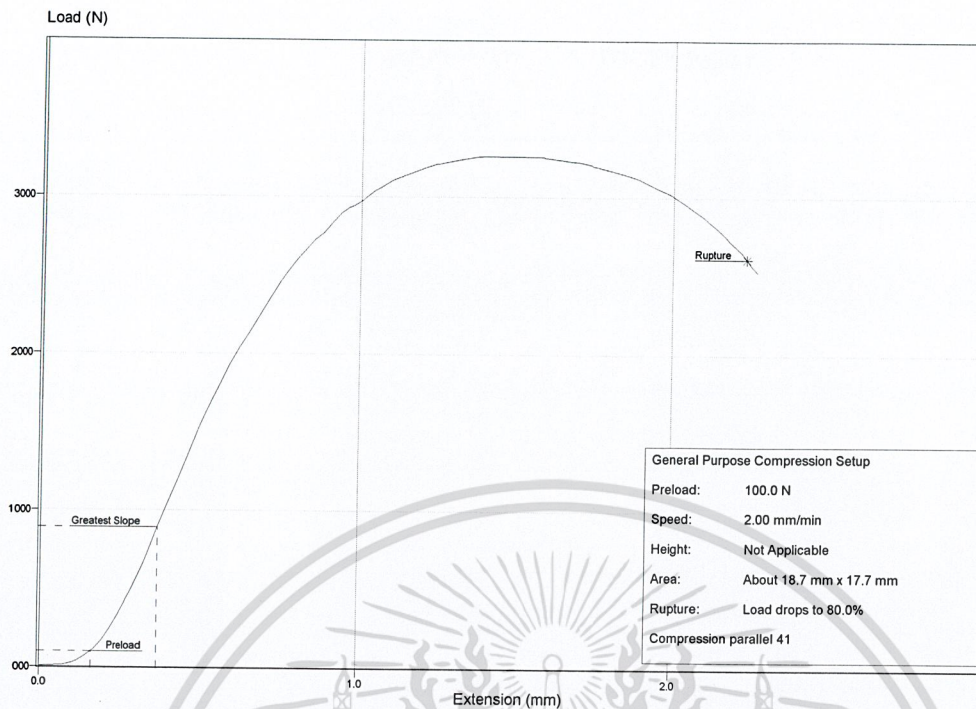 Load (N)
3000
2000
1000
000
Rupture
Greatest Slope
Preload
General Purpose Compression Setup
Preload: 100.0 N
Speed: 2.00 mm/min
Height: Not Applicable
Area: About 18.7 mm x 17.7 mm
Rupture: Load drops to 80.0%
Compression parallel 41
0.0 1.0 2.0
Extension (mm)